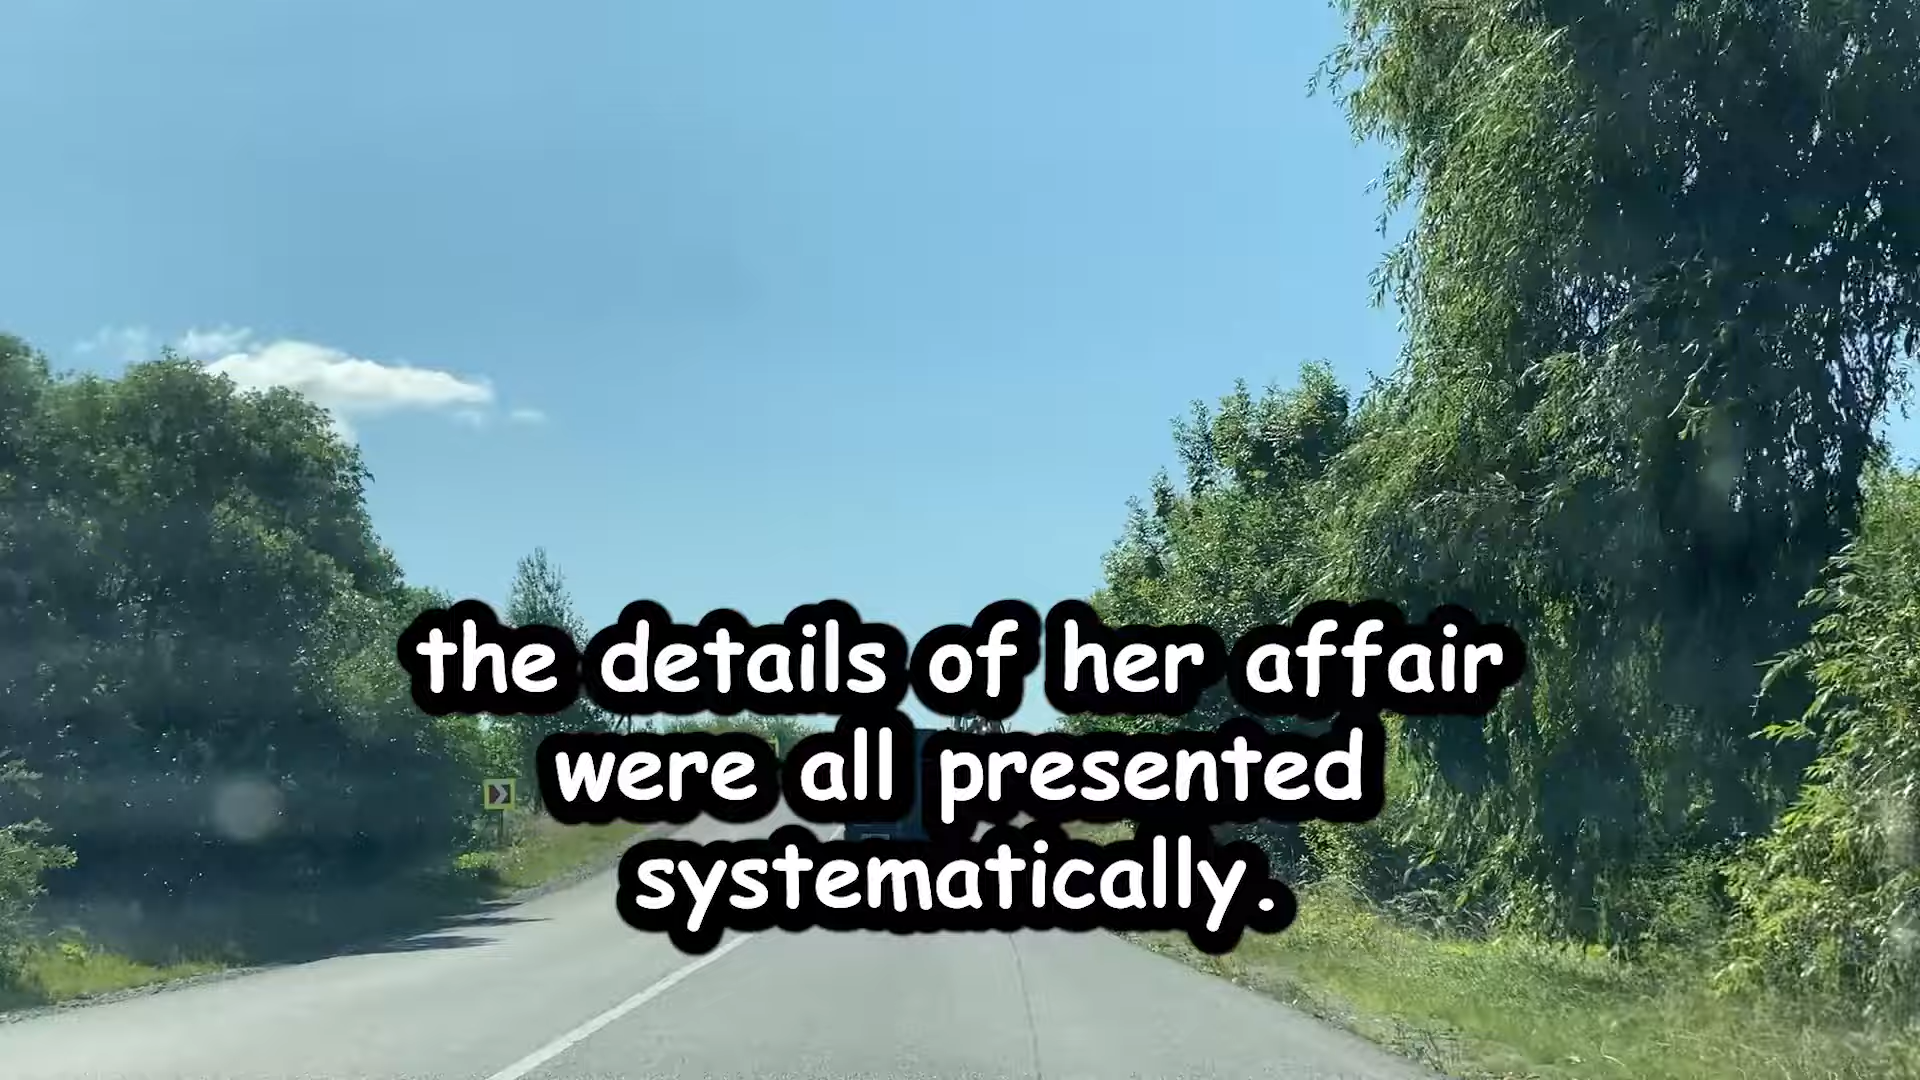 the details of her affair
were all presented
systematically.